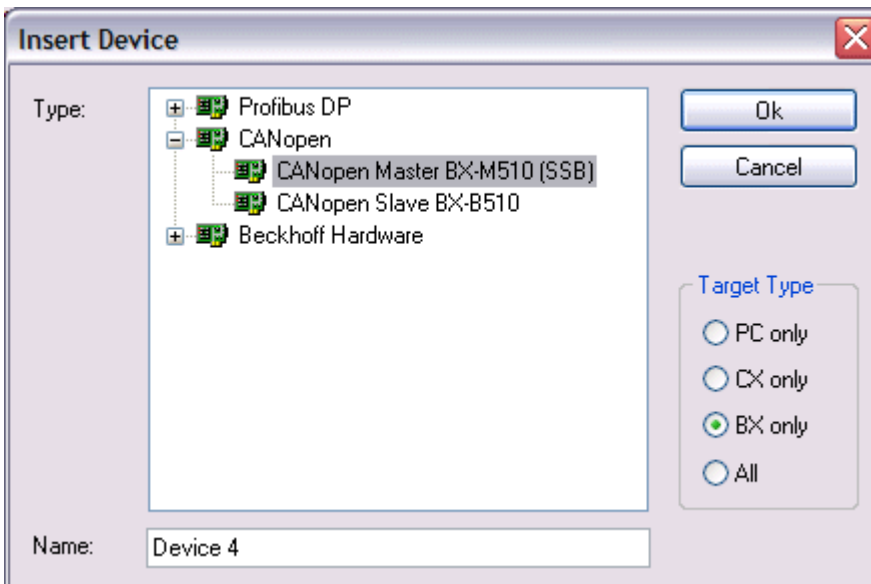 Insert Device
Type:
Profibus DP
CANopen
CANopen Master BX-M510 (SSB)
CANopen Slave BX-B510
Beckhoff Hardware
Ok
Cancel
Target Type
PC only
CX only
BX only
All
Name:
Device 4